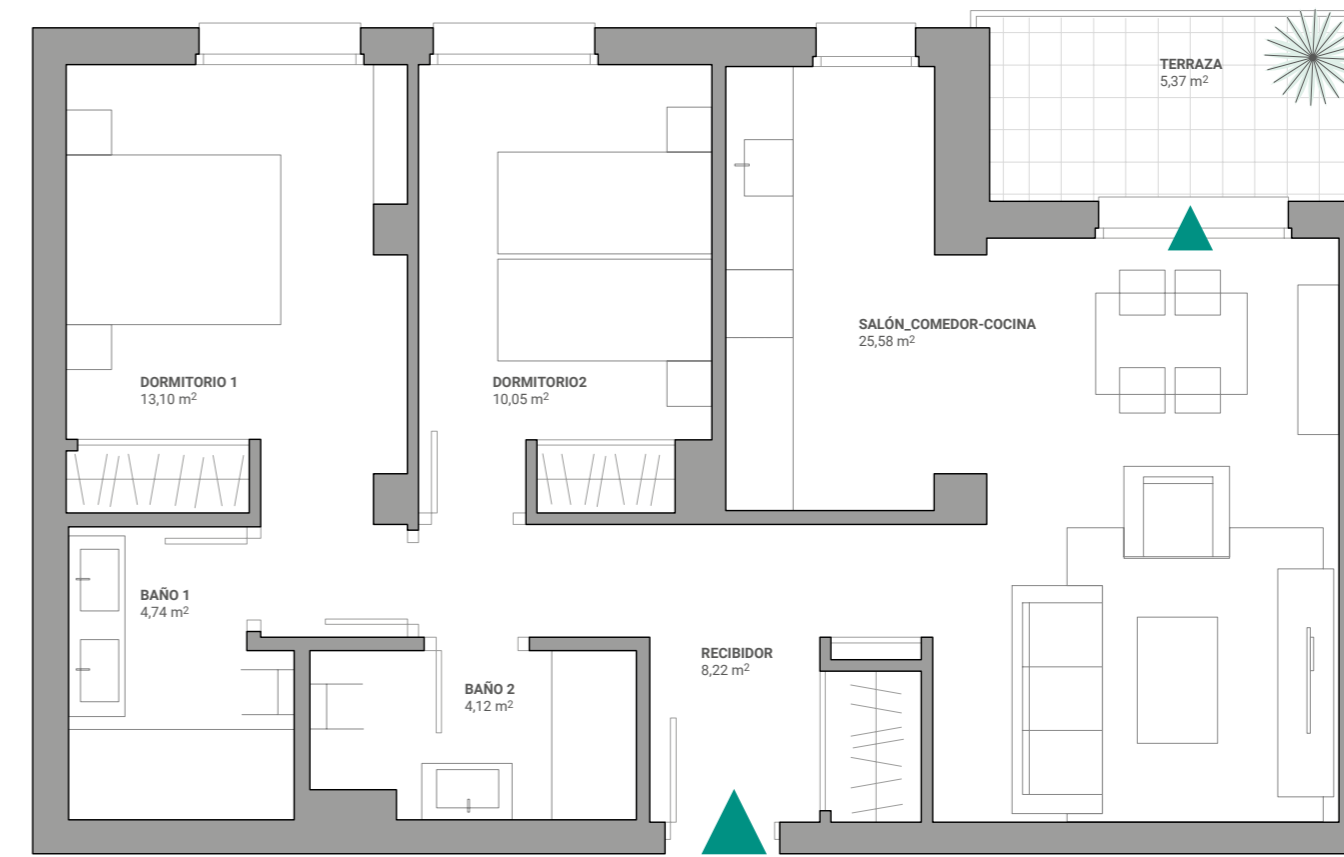 TERRAZA
5,37 m²
SALÓN_COMEDOR-COCINA
25,58 m²
DORMITORIO 1
13,10 m²
DORMITORIO2
10,05 m²
BAÑO 1
4,74 m²
RECIBIDOR
8,22 m²
BAÑO 2
4,12 m²